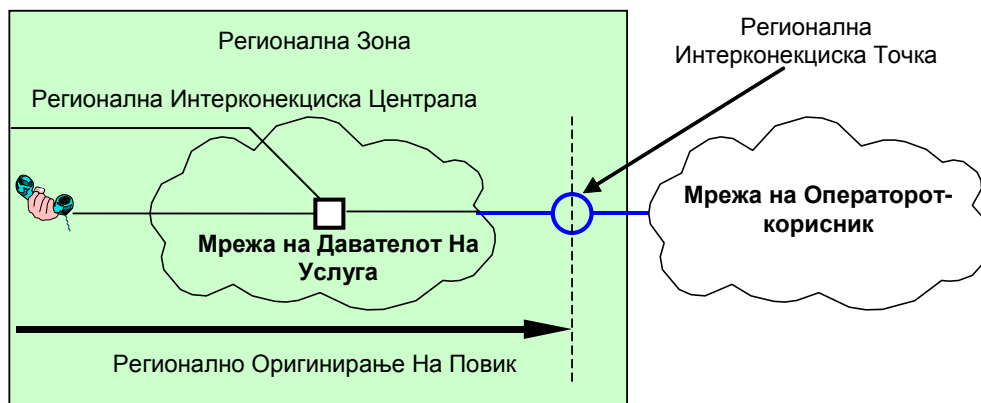 Регионална Зона
Регионална
Интерконекциска Точка
Регионална Интерконекциска Централа
Мрежа на Операторот-
корисник
Мрежа на Давателот На
Услуга
Регионално Оригинирање На Повик